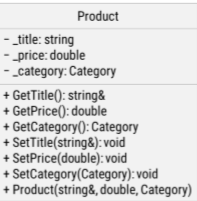 Product
- _title: string
- _price: double
- _category: Category
+ GetTitle(): string&
+ GetPrice(): double
+ GetCategory(): Category
+ SetTitle(string&): void
+ SetPrice(double): void
+ SetCategory(Category): void
+ Product(string&, double, Category)